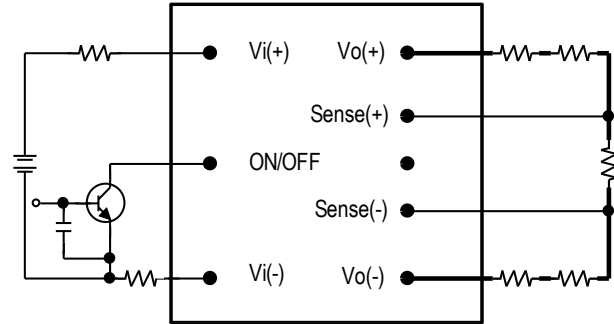 Vi(+) Vo(+)
Sense(+)
ON/OFF
Sense(-)
Vi(-) Vo(-)